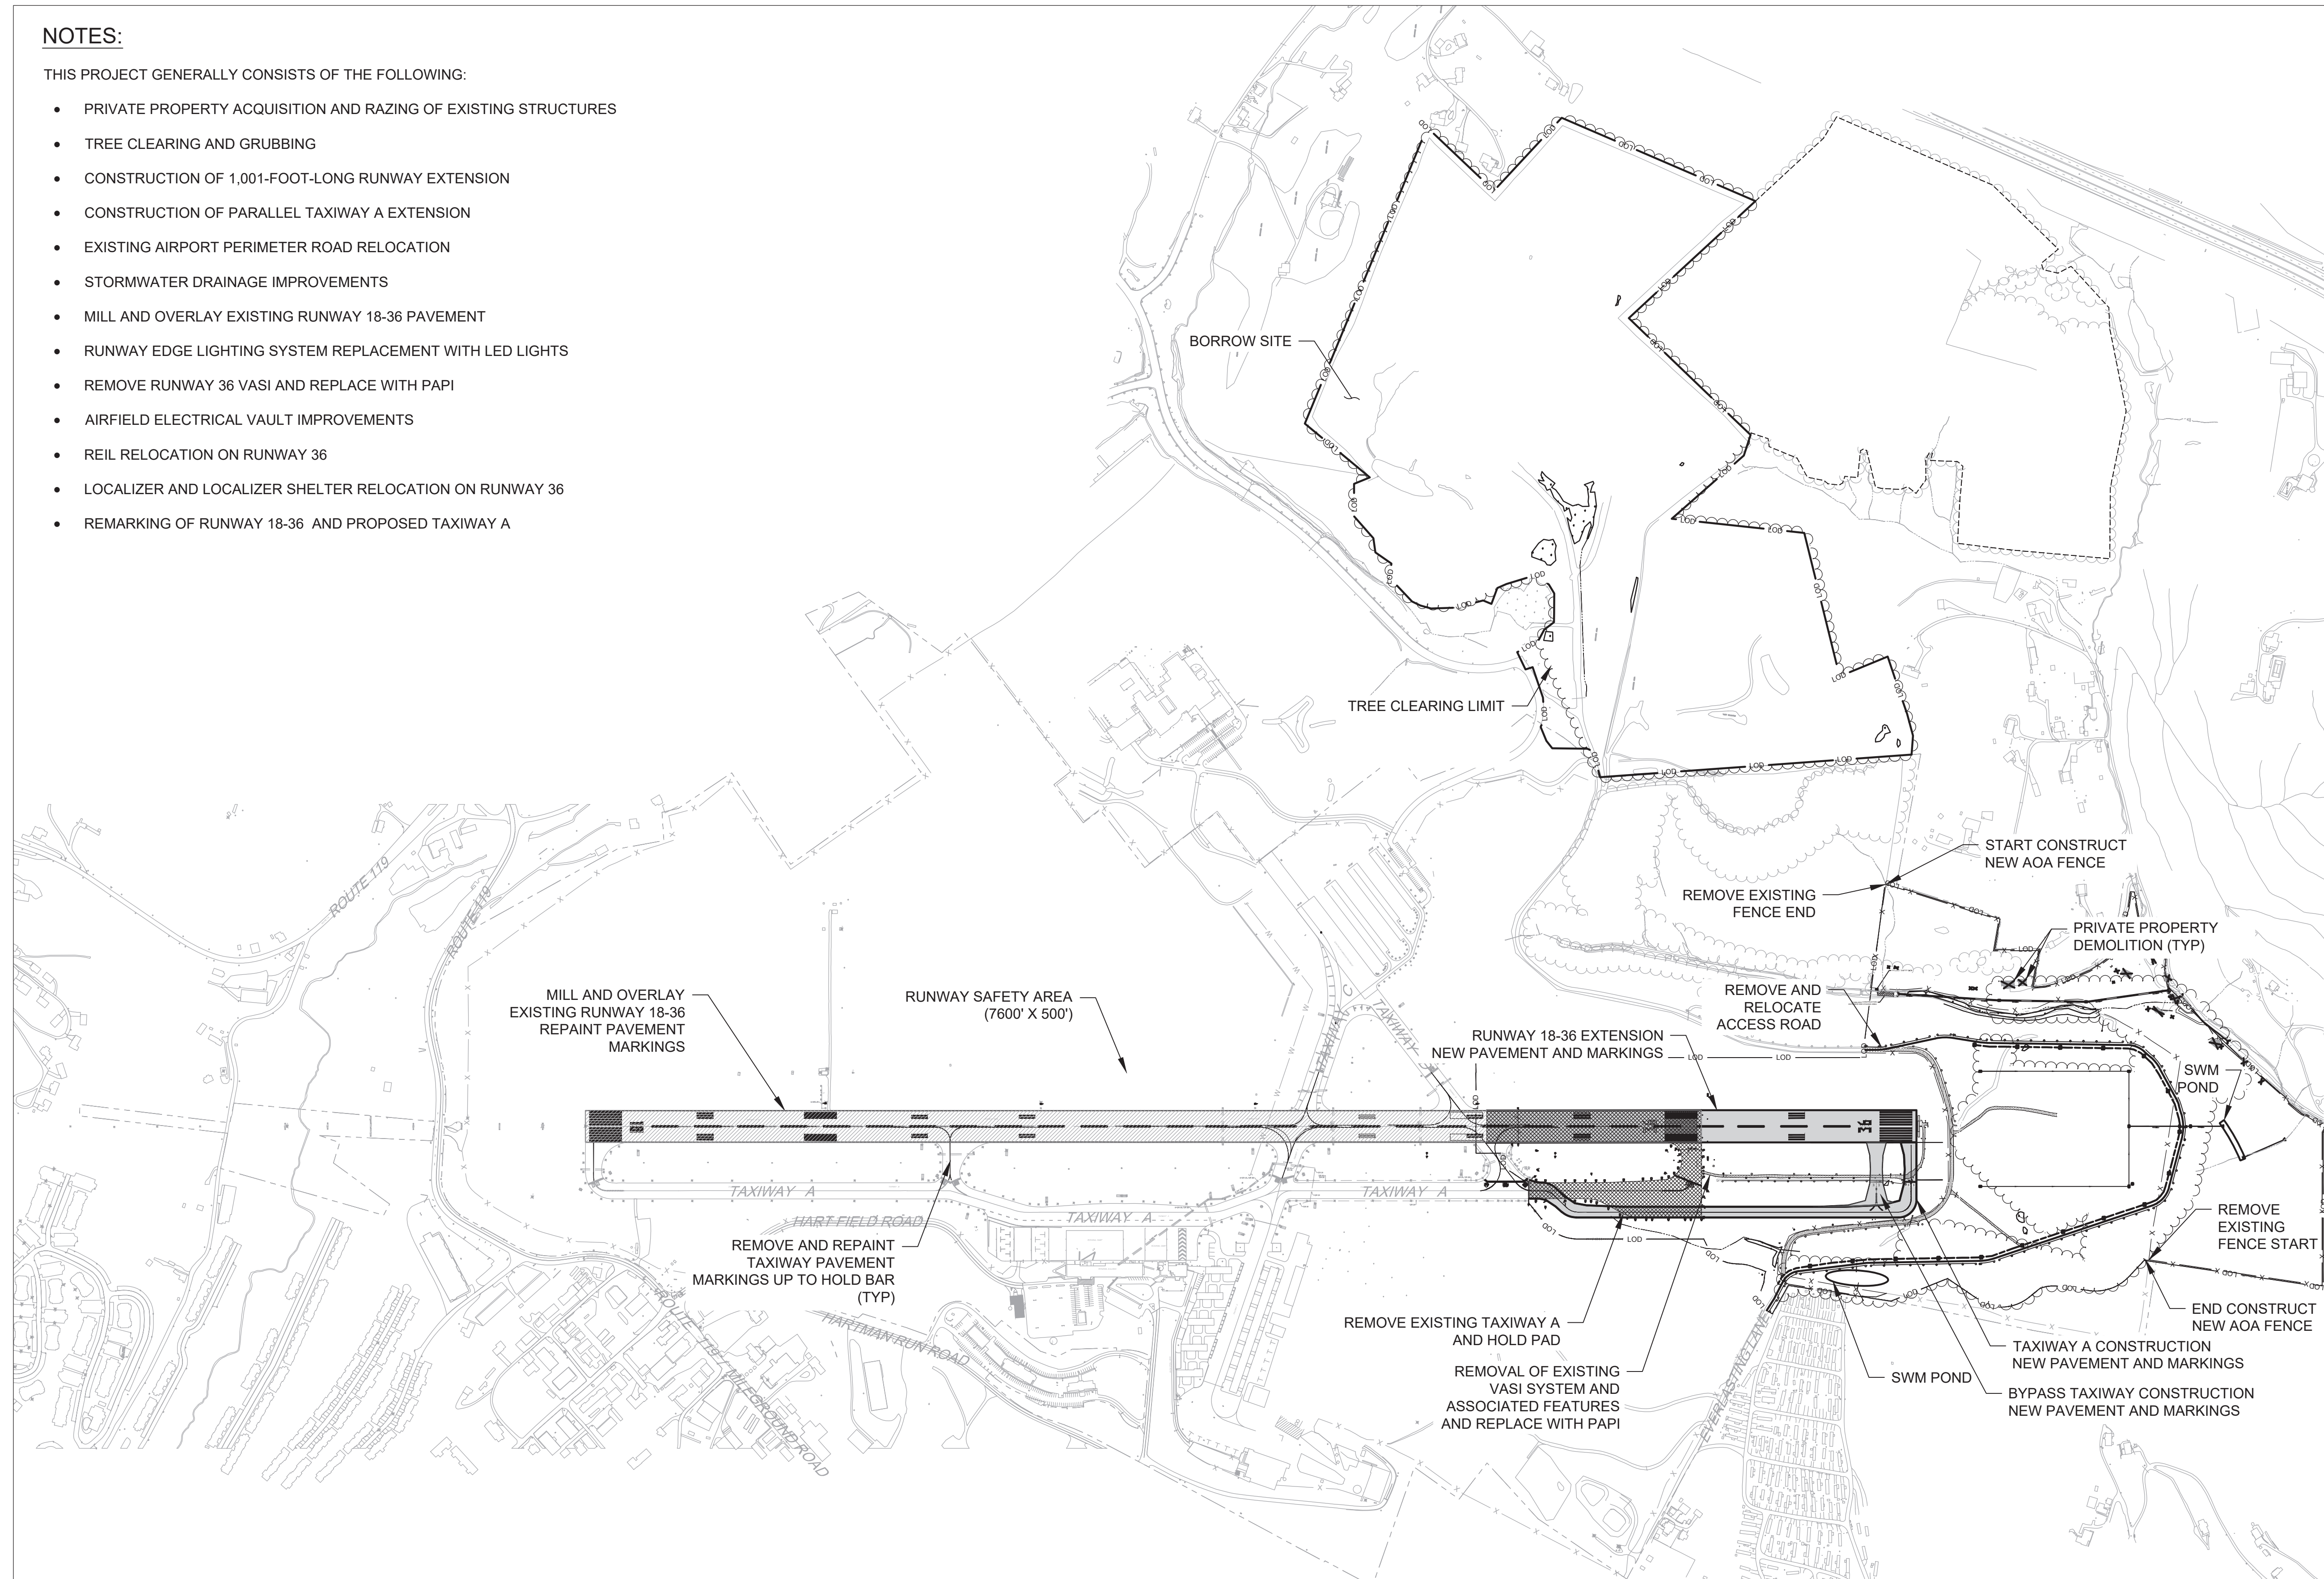 NOTES:
THIS PROJECT GENERALLY CONSISTS OF THE FOLLOWING:
• PRIVATE PROPERTY ACQUISITION AND RAZING OF EXISTING STRUCTURES
• TREE CLEARING AND GRUBBING
• CONSTRUCTION OF 1,001-FOOT-LONG RUNWAY EXTENSION
• CONSTRUCTION OF PARALLEL TAXIWAY A EXTENSION
• EXISTING AIRPORT PERIMETER ROAD RELOCATION
• STORMWATER DRAINAGE IMPROVEMENTS
• MILL AND OVERLAY EXISTING RUNWAY 18-36 PAVEMENT
• RUNWAY EDGE LIGHTING SYSTEM REPLACEMENT WITH LED LIGHTS
• REMOVE RUNWAY 36 VASI AND REPLACE WITH PAPI
• AIRFIELD ELECTRICAL VAULT IMPROVEMENTS
• REIL RELOCATION ON RUNWAY 36
• LOCALIZER AND LOCALIZER SHELTER RELOCATION ON RUNWAY 36
• REMARKING OF RUNWAY 18-36 AND PROPOSED TAXIWAY A
BORROW SITE
TREE CLEARING LIMIT
START CONSTRUCT
NEW AOA FENCE
REMOVE EXISTING
FENCE END
PRIVATE PROPERTY
DEMOLITION (TYP)
REMOVE AND
RELOCATE
ACCESS ROAD
ROUTE 119
ROUTE 119
MILL AND OVERLAY
EXISTING RUNWAY 18-36
REPAINT PAVEMENT
MARKINGS
RUNWAY SAFETY AREA
(7600' X 500')
TAXIWAY C
TAXIWAY
RUNWAY 18-36 EXTENSION
NEW PAVEMENT AND MARKINGS
LOD
LOD
SWM
POND
36
TAXIWAY A
TAXIWAY A
TAXIWAY A
HART FIELD ROAD
REMOVE AND REPAINT
TAXIWAY PAVEMENT
MARKINGS UP TO HOLD BAR
(TYP)
REMOVE
EXISTING
FENCE START
LOD
END CONSTRUCT
NEW AOA FENCE
REMOVE EXISTING TAXIWAY A
AND HOLD PAD
TAXIWAY A CONSTRUCTION
NEW PAVEMENT AND MARKINGS
REMOVAL OF EXISTING
VASI SYSTEM AND
ASSOCIATED FEATURES
AND REPLACE WITH PAPI
SWM POND
BYPASS TAXIWAY CONSTRUCTION
NEW PAVEMENT AND MARKINGS
HARTMAN RUN ROAD
ROUTE 119 / MILEGROUND ROAD
EVERLASTING LANE